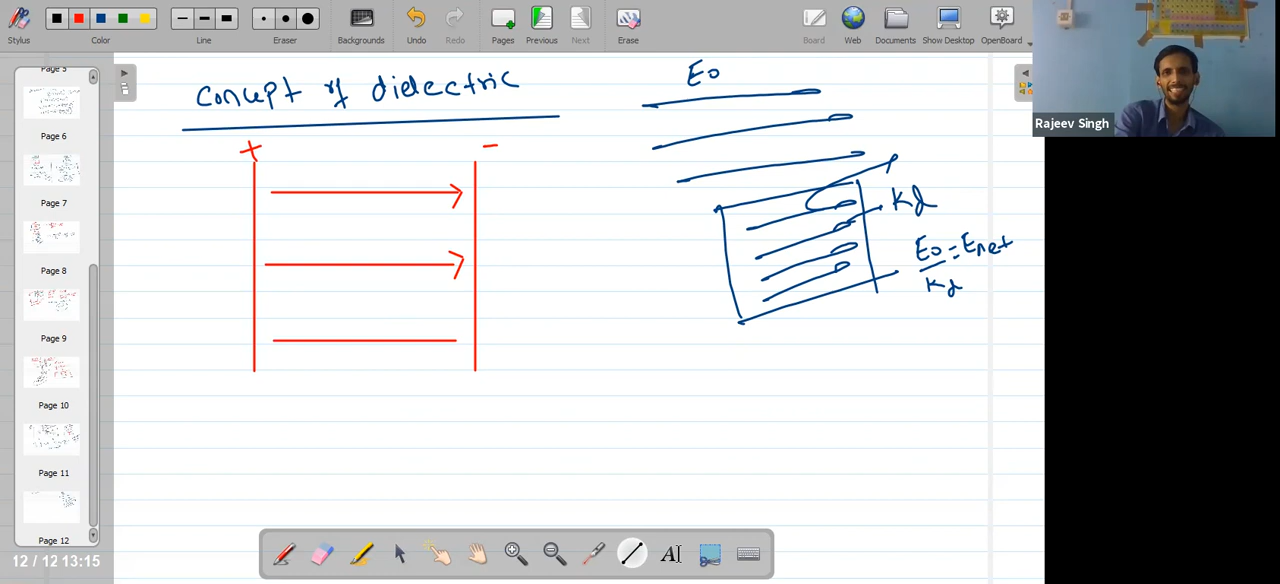 Stylus
Color
Line
Eraser
Backgrounds
Undo
Redo
Pages
Previous
Next
Erase
Board
Web
Documents
Show Desktop
OpenBoard
Rajeev Singh
Page 5
Page 6
Page 7
Page 8
Page 9
Page 10
Page 11
Page 12
12 / 12 13:15
Concept of dielectric
+ -
E0
Kd
E0 = Enet
Kd
A